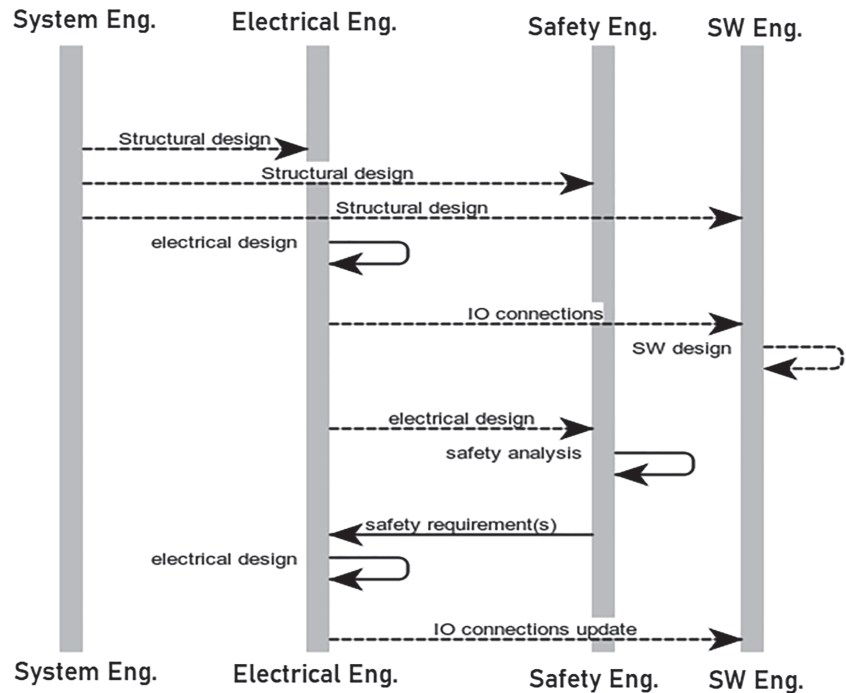 System Eng.
Electrical Eng.
Safety Eng.
SW Eng.
Structural design
Structural design
Structural design
electrical design
IO connections
SW design
electrical design
safety analysis
safety requirement(s)
electrical design
IO connections update
System Eng.
Electrical Eng.
Safety Eng.
SW Eng.